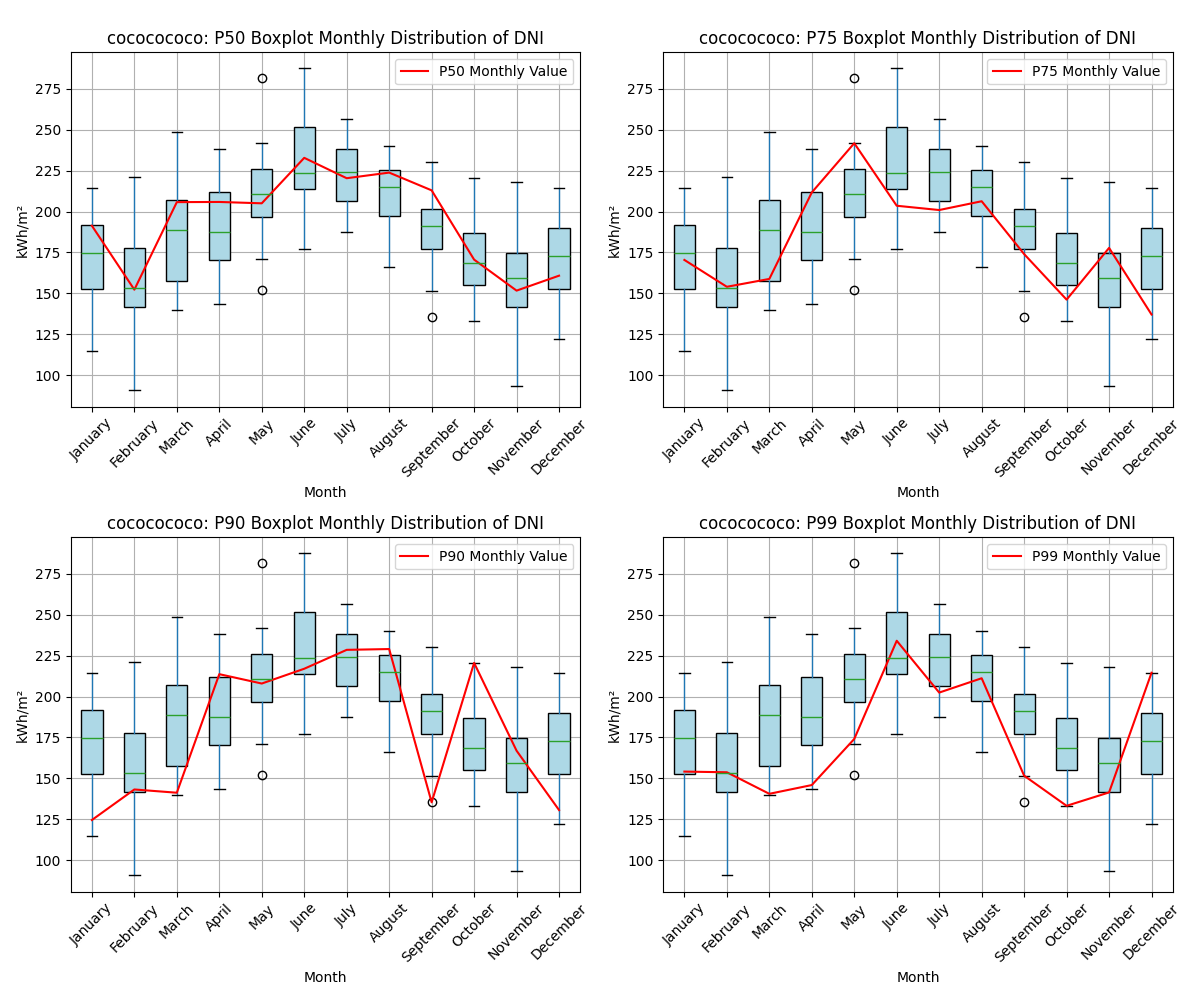 cococococo: P50 Boxplot Monthly Distribution of DNI
P50 Monthly Value
kWh/m²
275
250
225
200
175
150
125
100
January
February
March
April
May
June
July
August
September
October
November
December
Month
cococococo: P75 Boxplot Monthly Distribution of DNI
P75 Monthly Value
kWh/m²
275
250
225
200
175
150
125
100
January
February
March
April
May
June
July
August
September
October
November
December
Month
cococococo: P90 Boxplot Monthly Distribution of DNI
P90 Monthly Value
kWh/m²
275
250
225
200
175
150
125
100
January
February
March
April
May
June
July
August
September
October
November
December
Month
cococococo: P99 Boxplot Monthly Distribution of DNI
P99 Monthly Value
kWh/m²
275
250
225
200
175
150
125
100
January
February
March
April
May
June
July
August
September
October
November
December
Month